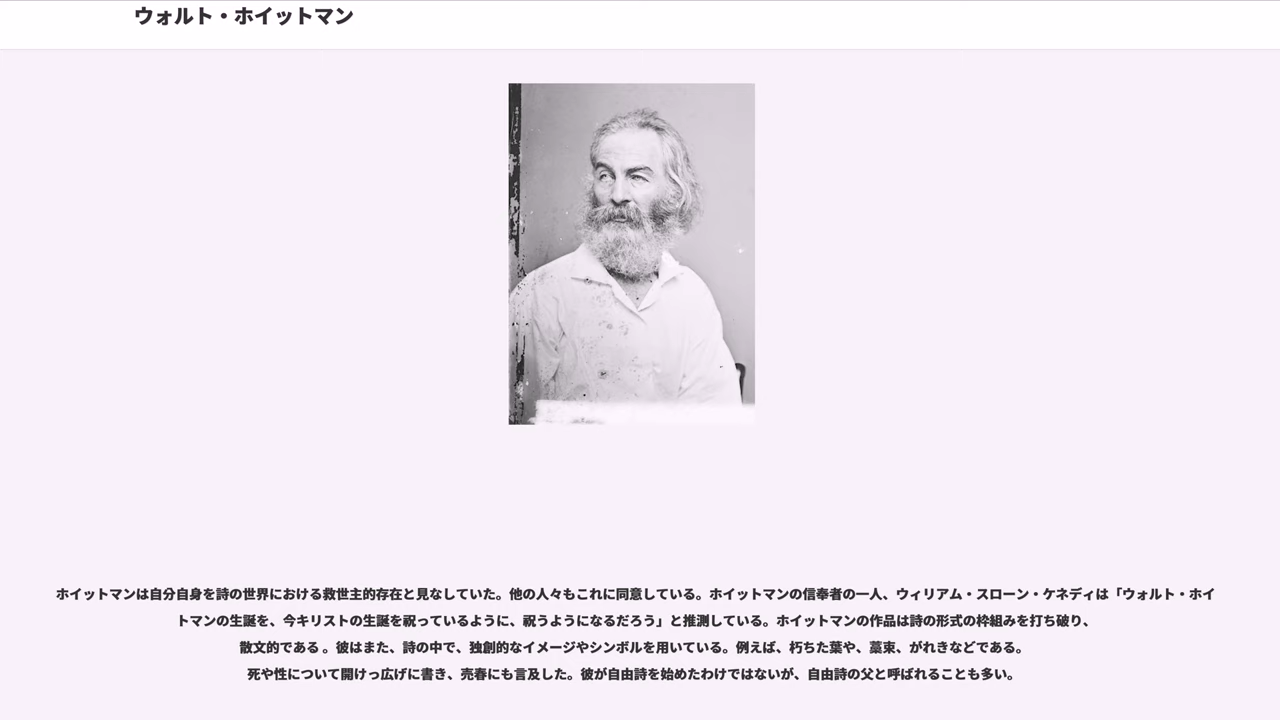 ウォルト・ホイットマン
ホイットマンは自分自身を詩の世界における救世主的存在と見なしていた。他の人々もこれに同意している。ホイットマンの信奉者の一人、ウィリアム・スローン・ケネディは「ウォルト・ホイ
トマンの生誕を、今キリストの生誕を祝っているように、祝うようになるだろう」と推測している。ホイットマンの作品は詩の形式の枠組みを打ち破り、
散文的である 。彼はまた、詩の中で、独創的なイメージやシンボルを用いている。例えば、朽ちた葉や、藁束、がれきなどである。
死や性について開けっ広げに書き、売春にも言及した。彼が自由詩を始めたわけではないが、自由詩の父と呼ばれることも多い。